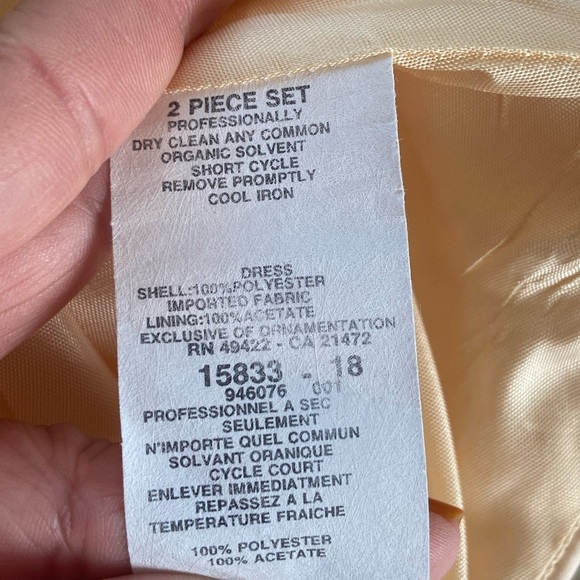 2 PIECE SET
PROFESSIONALLY
DRY CLEAN ANY COMMON
ORGANIC SOLVENT
SHORT CYCLE
REMOVE PROMPTLY
COOL IRON
DRESS
SHELL:100%POLYESTER
IMPORTED FABRIC
LINING:100%ACETATE
EXCLUSIVE OF ORNAMENTATION
RN 49422 - CA 21472
15833 - 18
946076 001
PROFESSIONNEL A SEC
SEULEMENT
N'IMPORTE QUEL COMMUN
SOLVANT ORANIQUE
CYCLE COURT
ENLEVER IMMEDIATMENT
REPASSEZ A LA
TEMPERATURE FRAICHE
100% POLYESTER
100% ACETATE